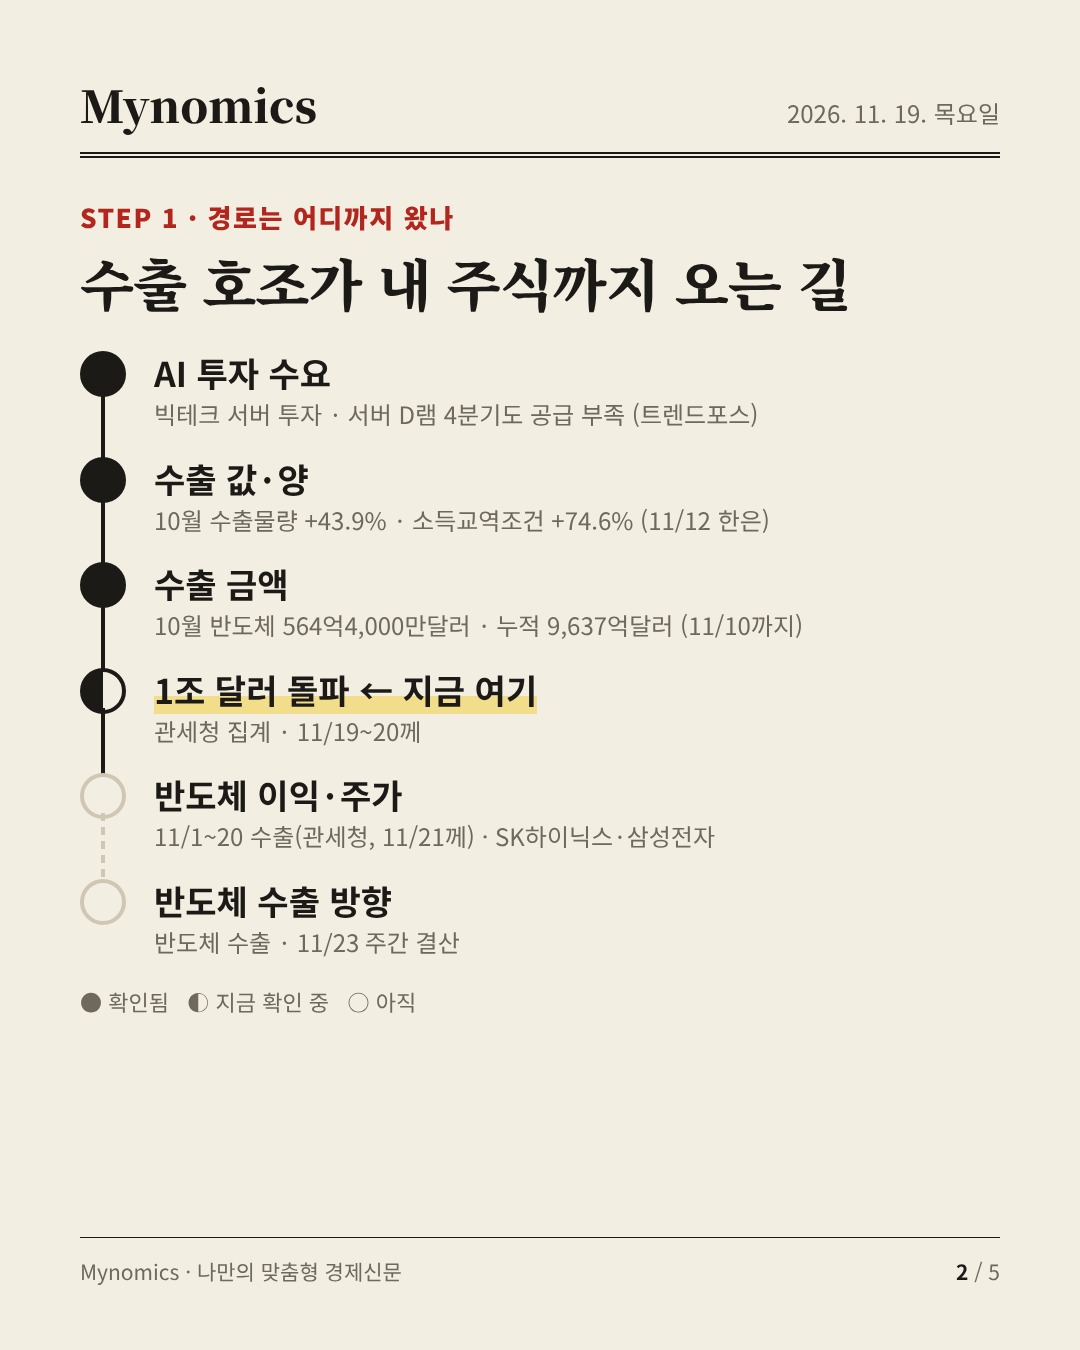 Mynomics
2026. 11. 19. 목요일
STEP 1 · 경로는 어디까지 왔나
수출 호조가 내 주식까지 오는 길
AI 투자 수요
빅테크 서버 투자 · 서버 D램 4분기도 공급 부족 (트렌드포스)
수출 값·양
10월 수출물량 +43.9% · 소득교역조건 +74.6% (11/12 한은)
수출 금액
10월 반도체 564억4,000만달러 · 누적 9,637억달러 (11/10까지)
1조 달러 돌파 ← 지금 여기
관세청 집계 · 11/19~20께
반도체 이익·주가
11/1~20 수출(관세청, 11/21께) · SK하이닉스·삼성전자
반도체 수출 방향
반도체 수출 · 11/23 주간 결산
● 확인됨 ◐ 지금 확인 중 ○ 아직
Mynomics · 나만의 맞춤형 경제신문
2 / 5